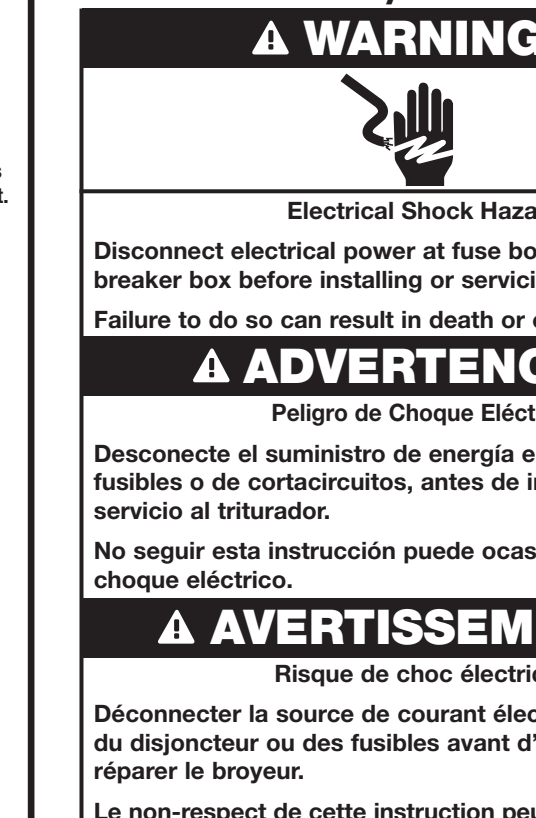 t.
WARNING
Electrical Shock Haza
Disconnect electrical power at fuse bo
breaker box before installing or servici
Failure to do so can result in death or
ADVERTENC
Peligro de Choque Eléct
Desconecte el suministro de energía e
fusibles o de cortacircuitos, antes de i
servicio al triturador.
No seguir esta instrucción puede ocas
choque eléctrico.
AVERTISSEM
Risque de choc électri
Déconnecter la source de courant élec
du disjoncteur ou des fusibles avant d'
réparer le broyeur.
Le non-respect de cette instruction peu